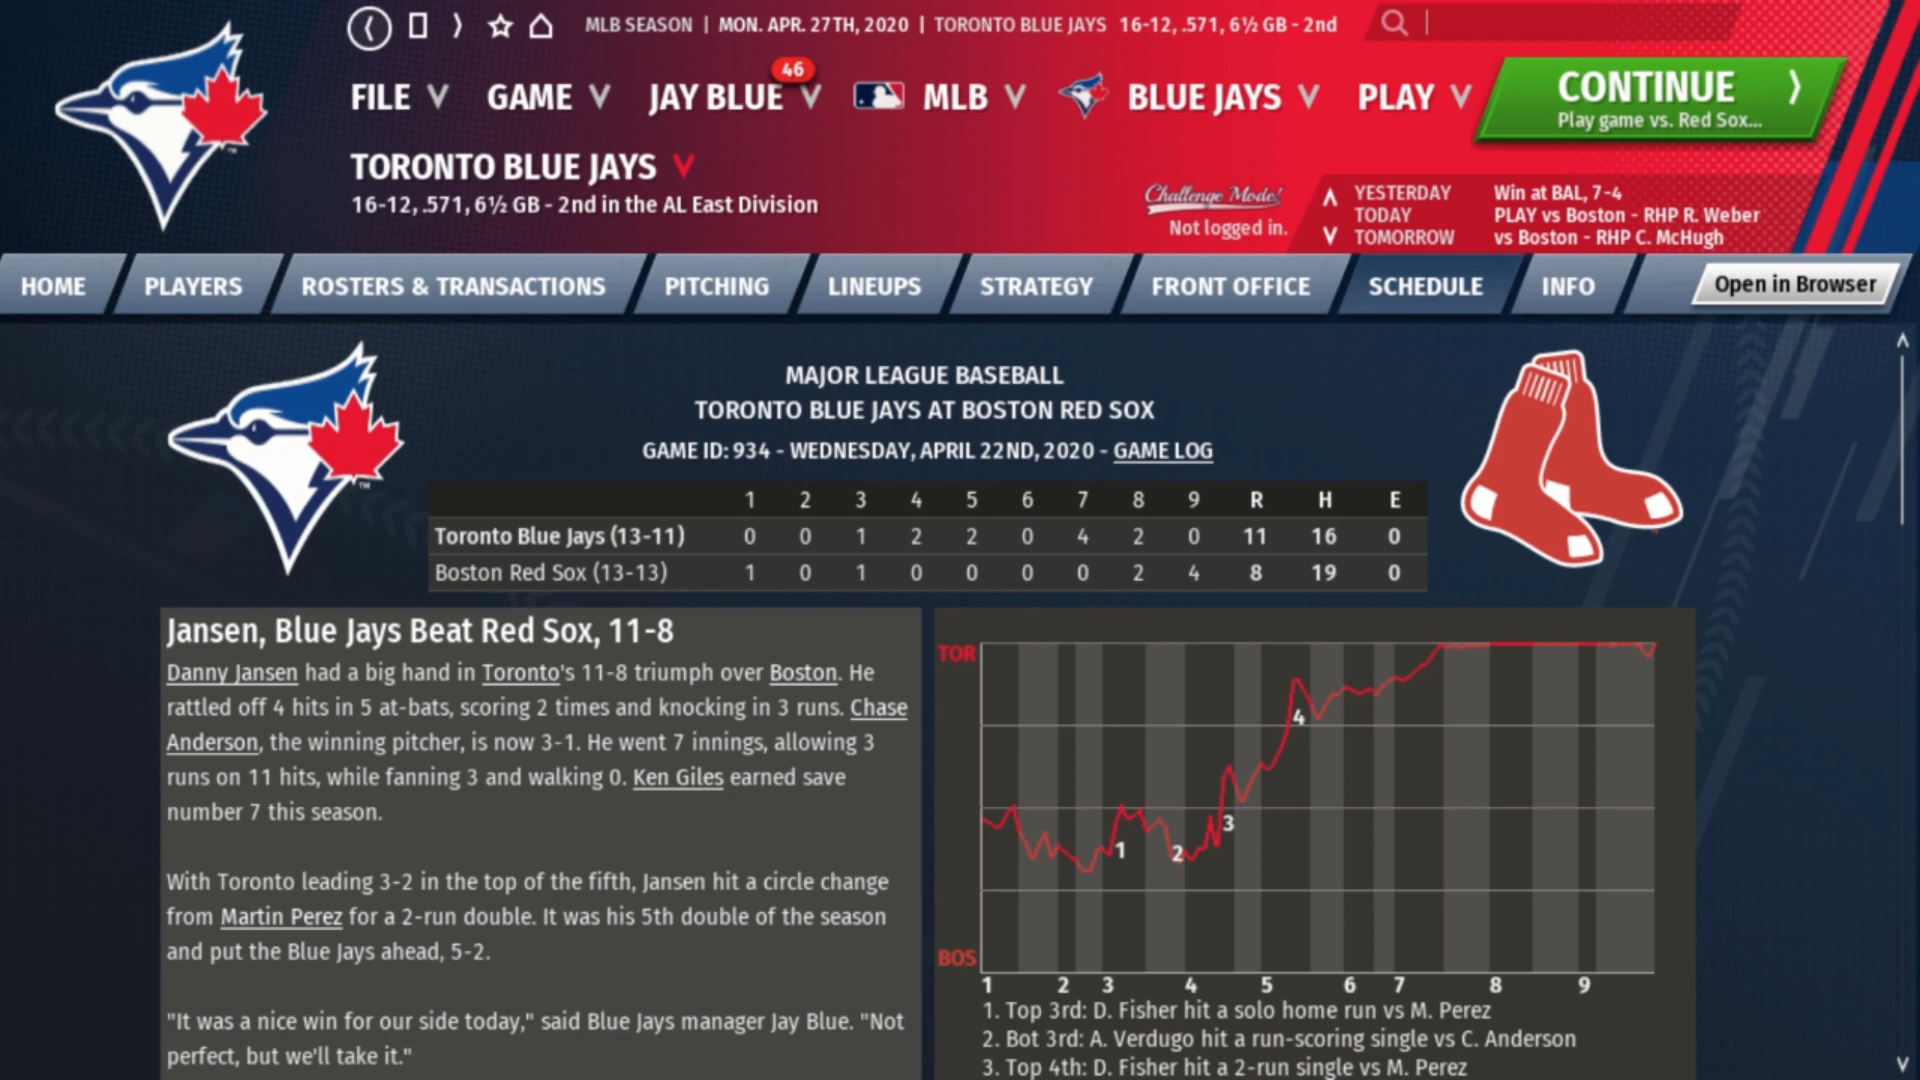 MLB SEASON | MON. APR. 27TH, 2020 | TORONTO BLUE JAYS 16-12, .571, 6½ GB - 2nd
46
FILE GAME JAY BLUE MLB BLUE JAYS PLAY
CONTINUE
Play game vs. Red Sox...
TORONTO BLUE JAYS
16-12, .571, 6½ GB - 2nd in the AL East Division
Challenge Mode!
Not logged in.
YESTERDAY Win at BAL, 7-4
TODAY PLAY vs Boston - RHP R. Weber
TOMORROW vs Boston - RHP C. McHugh
HOME PLAYERS ROSTERS & TRANSACTIONS PITCHING LINEUPS STRATEGY FRONT OFFICE SCHEDULE INFO Open in Browser
MAJOR LEAGUE BASEBALL
TORONTO BLUE JAYS AT BOSTON RED SOX
GAME ID: 934 - WEDNESDAY, APRIL 22ND, 2020 - GAME LOG
1 2 3 4 5 6 7 8 9 R H E
Toronto Blue Jays (13-11) 0 0 1 2 2 0 4 2 0 11 16 0
Boston Red Sox (13-13) 1 0 1 0 0 0 0 2 4 8 19 0
Jansen, Blue Jays Beat Red Sox, 11-8
Danny Jansen had a big hand in Toronto's 11-8 triumph over Boston. He
rattled off 4 hits in 5 at-bats, scoring 2 times and knocking in 3 runs. Chase
Anderson, the winning pitcher, is now 3-1. He went 7 innings, allowing 3
runs on 11 hits, while fanning 3 and walking 0. Ken Giles earned save
number 7 this season.
With Toronto leading 3-2 in the top of the fifth, Jansen hit a circle change
from Martin Perez for a 2-run double. It was his 5th double of the season
and put the Blue Jays ahead, 5-2.
"It was a nice win for our side today," said Blue Jays manager Jay Blue. "Not
perfect, but we'll take it."
TOR
4
3
1 2
BOS
1 2 3 4 5 6 7 8 9
1. Top 3rd: D. Fisher hit a solo home run vs M. Perez
2. Bot 3rd: A. Verdugo hit a run-scoring single vs C. Anderson
3. Top 4th: D. Fisher hit a 2-run single vs M. Perez